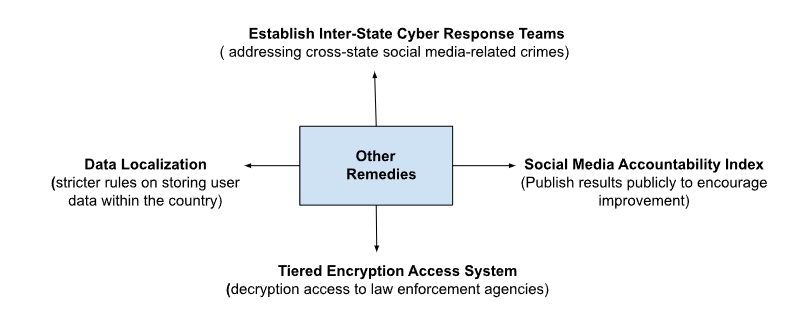 Establish Inter-State Cyber Response Teams
( addressing cross-state social media-related crimes)
Other
Remedies
Data Localization
(stricter rules on storing user
data within the country)
Social Media Accountability Index
(Publish results publicly to encourage
improvement)
Tiered Encryption Access System
(decryption access to law enforcement agencies)